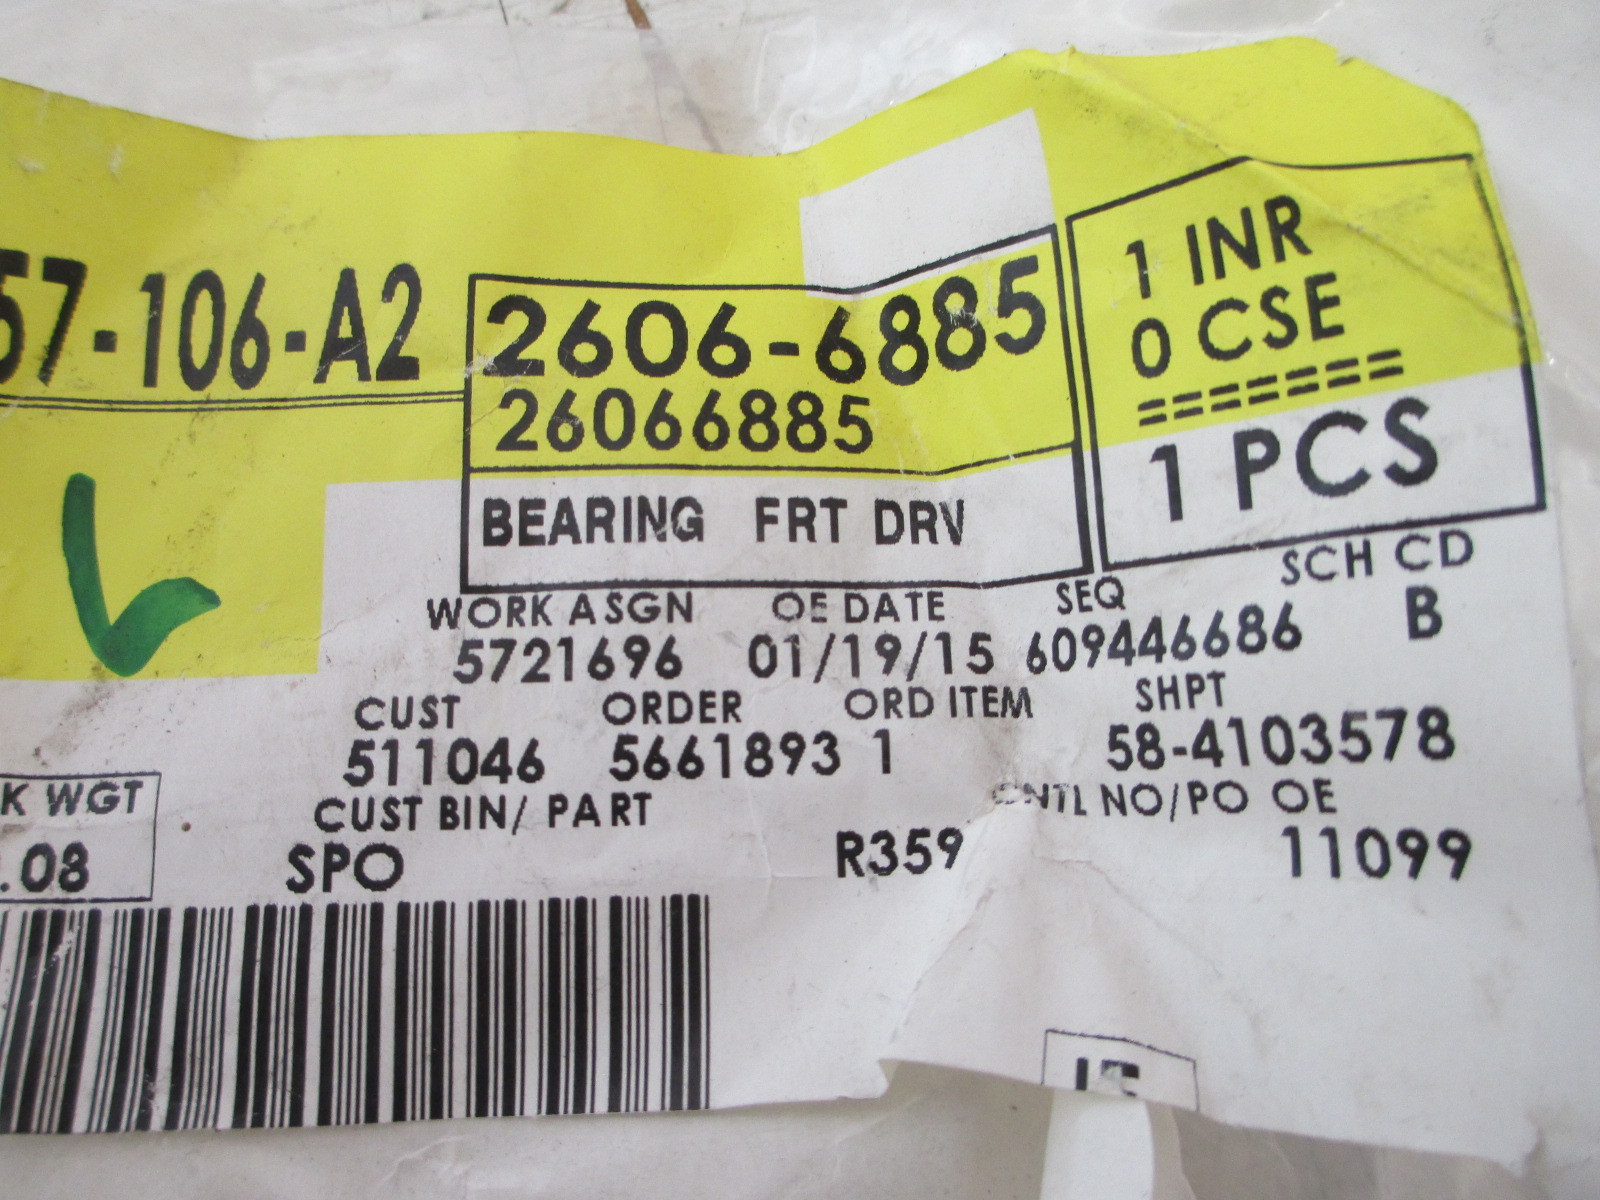 57-106-A2
2606-6885
26066885
BEARING FRT DRV
1 INR
0 CSE
=======
1 PCS
WORK ASGN OE DATE SEQ SCH CD
5721696 01/19/15 609446686 B
CUST ORDER ORD ITEM SHPT
511046 5661893 1 58-4103578
CUST BIN/ PART CNTL NO/PO OE
SPO R359 11099
K WGT
.08